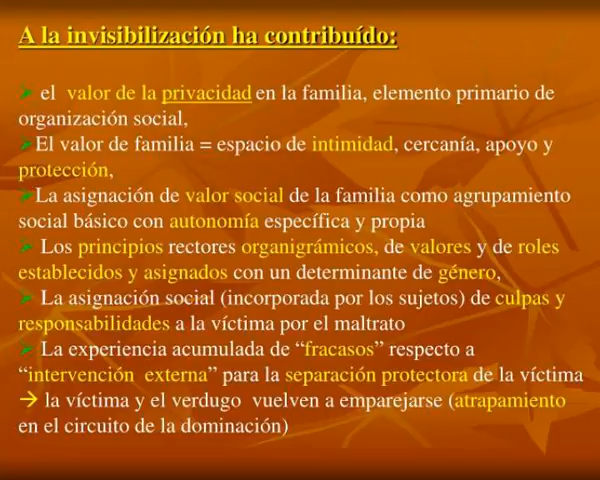 A la invisibilización ha contribuído:
➢ el valor de la privacidad en la familia, elemento primario de
organización social,
➢El valor de familia = espacio de intimidad, cercanía, apoyo y
protección,
➢La asignación de valor social de la familia como agrupamiento
social básico con autonomía específica y propia
➢ Los principios rectores organigrámicos, de valores y de roles
establecidos y asignados con un determinante de género,
➢ La asignación social (incorporada por los sujetos) de culpas y
responsabilidades a la víctima por el maltrato
➢ La experiencia acumulada de “fracasos” respecto a
“intervención externa” para la separación protectora de la víctima
→ la víctima y el verdugo vuelven a emparejarse (atrapamiento
en el circuito de la dominación)